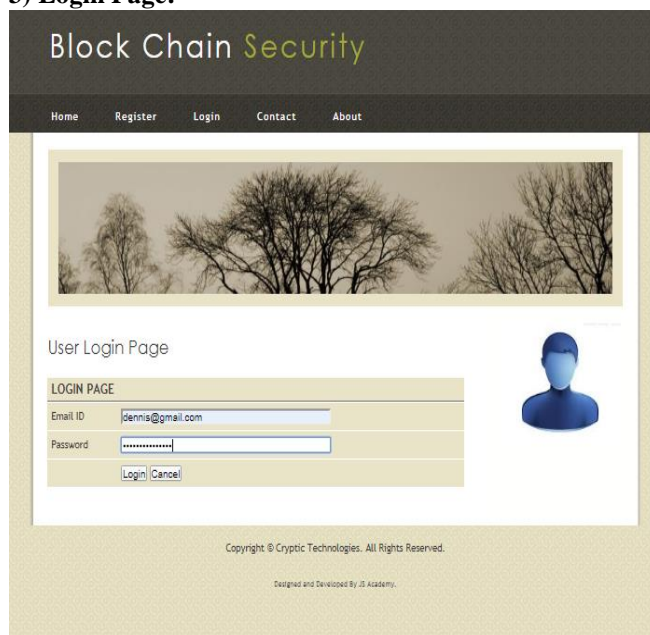 3) Login Page:
Block Chain Security
Home Register Login Contact About
User Login Page
LOGIN PAGE
Email ID dennis@gmail.com
Password ••••••••••••••
Login Cancel
Copyright © Cryptic Technologies. All Rights Reserved.
Designed and Developed By JS Academy.